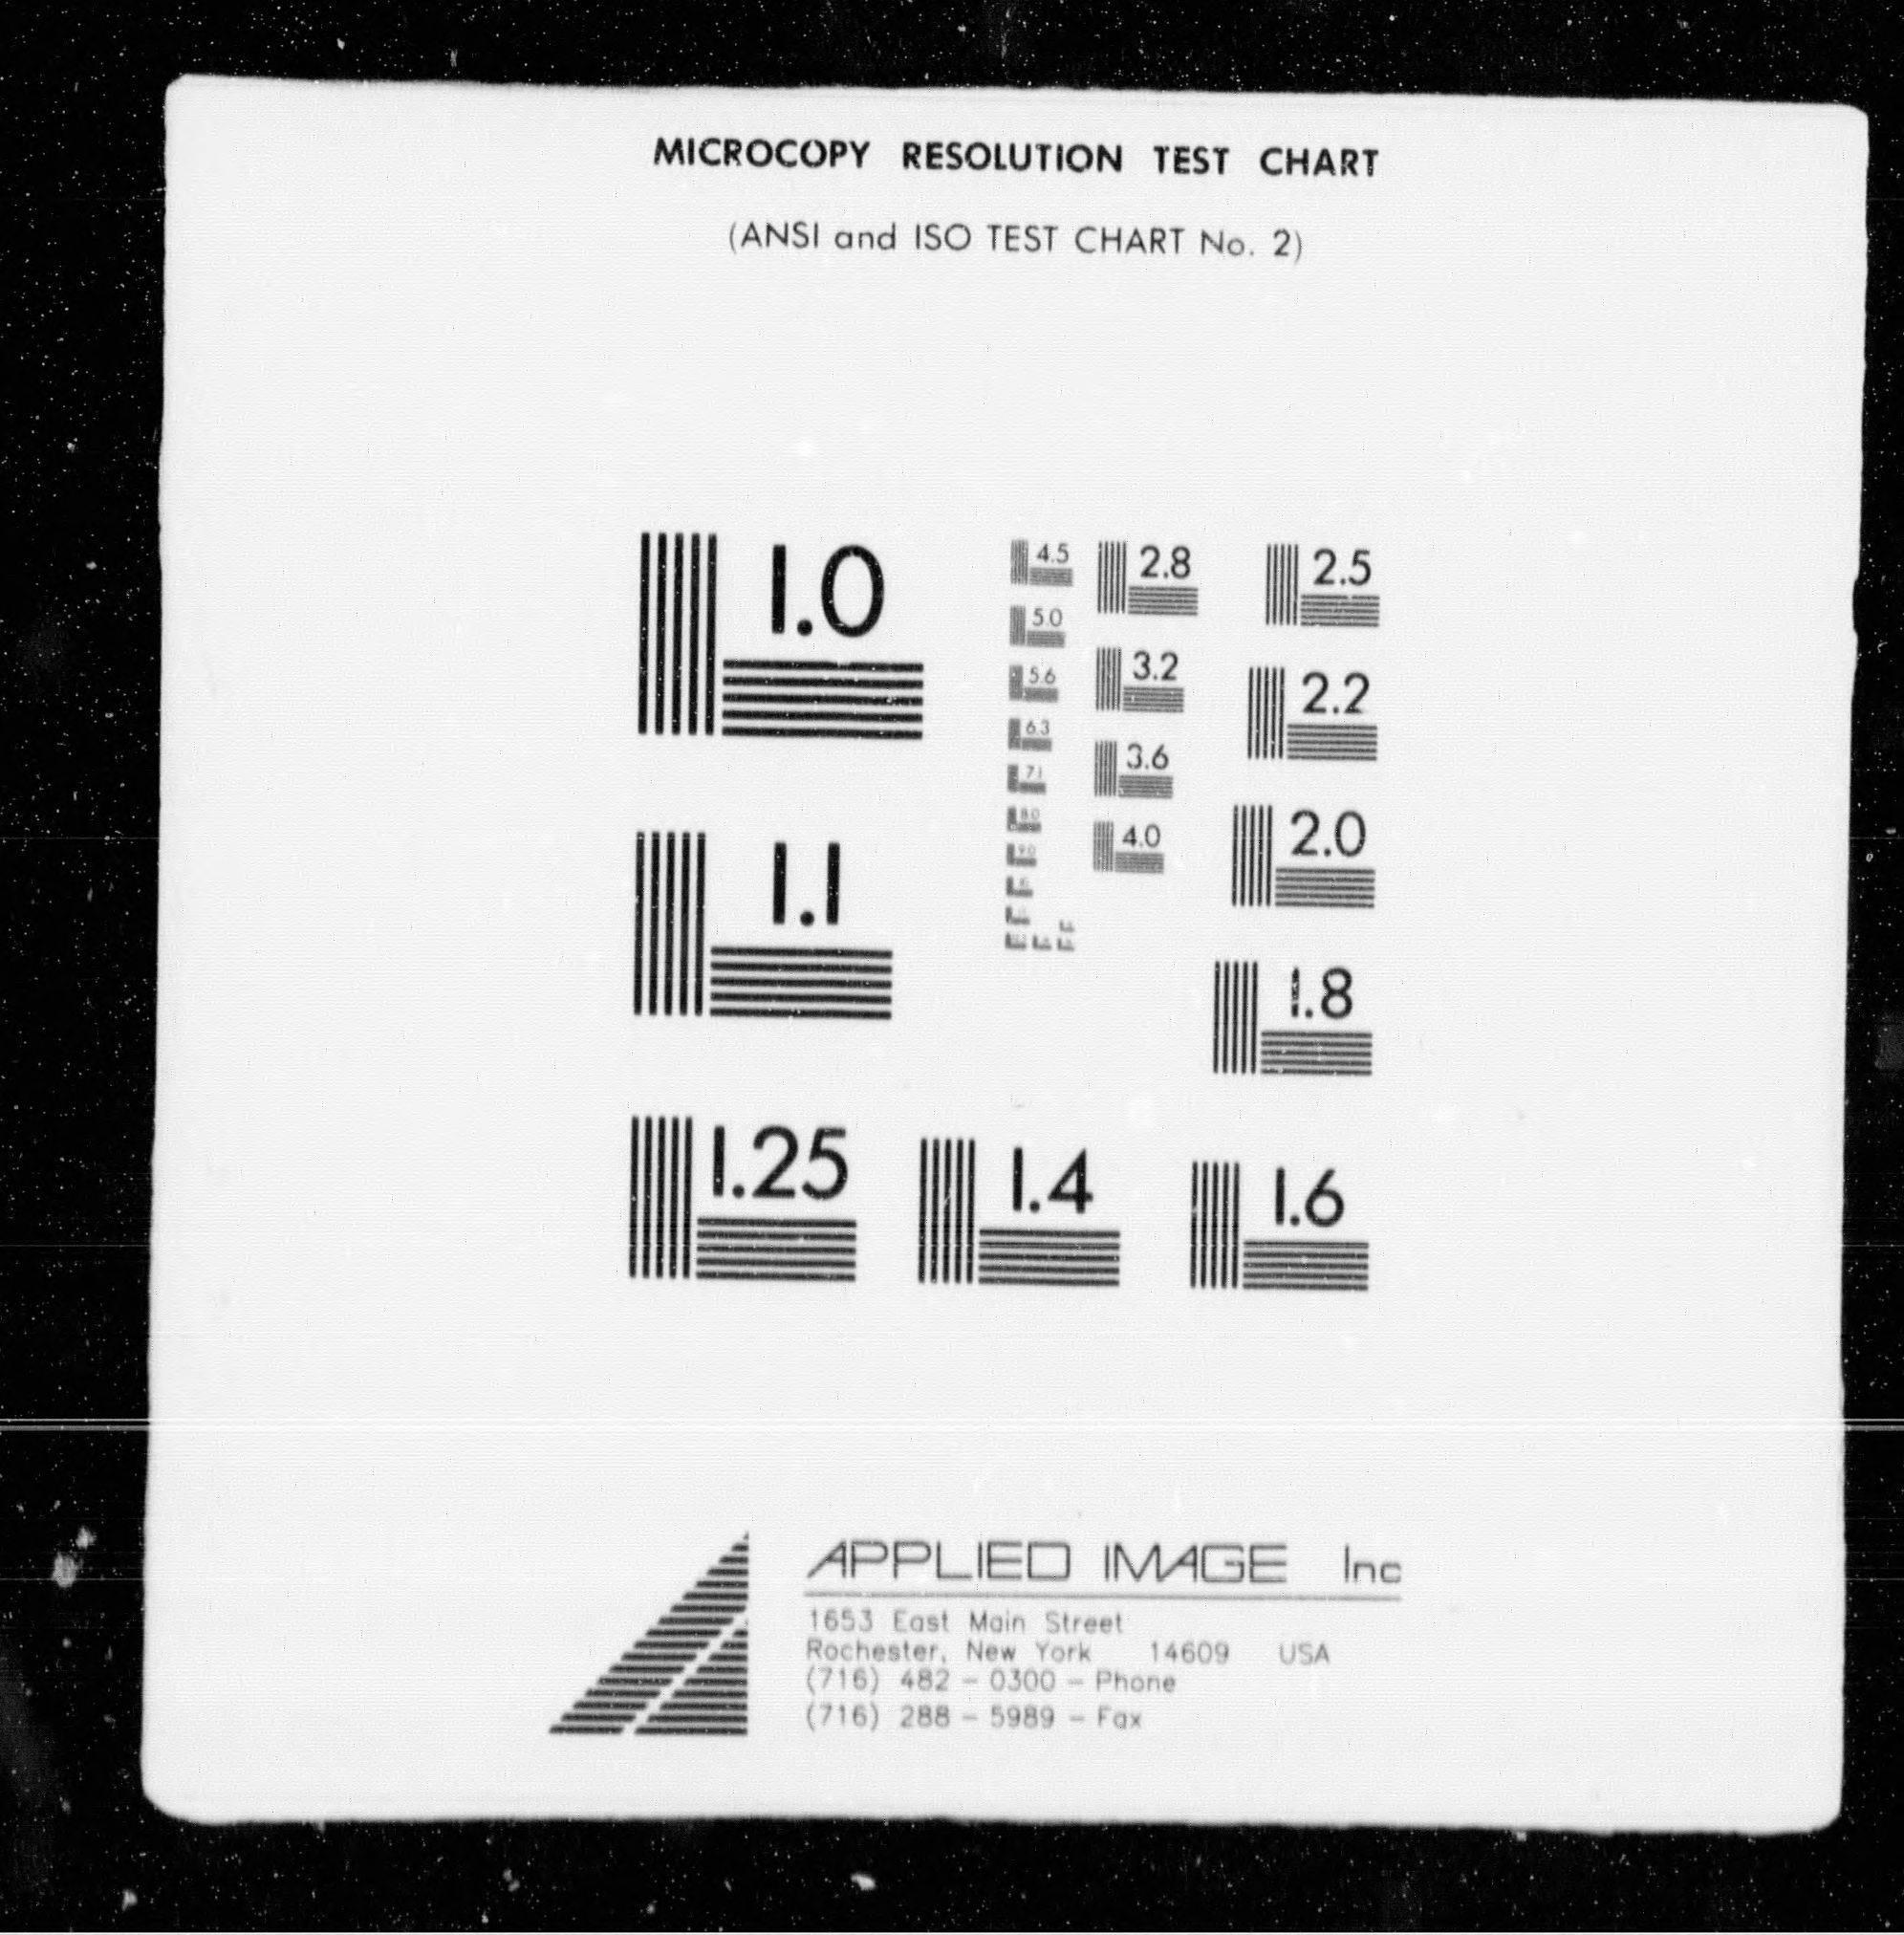 MICROCOPY RESOLUTION TEST CHART
(ANSI and ISO TEST CHART No. 2)
1.0
1.1
1.25
1.4
1.6
1.8
2.0
2.2
2.5
2.8
3.2
3.6
4.0
4.5
5.0
5.6
6.3
7.1
8.0
9.0
APPLIED IMAGE Inc
1653 East Main Street
Rochester, New York 14609 USA
(716) 482 - 0300 - Phone
(716) 288 - 5989 - Fax